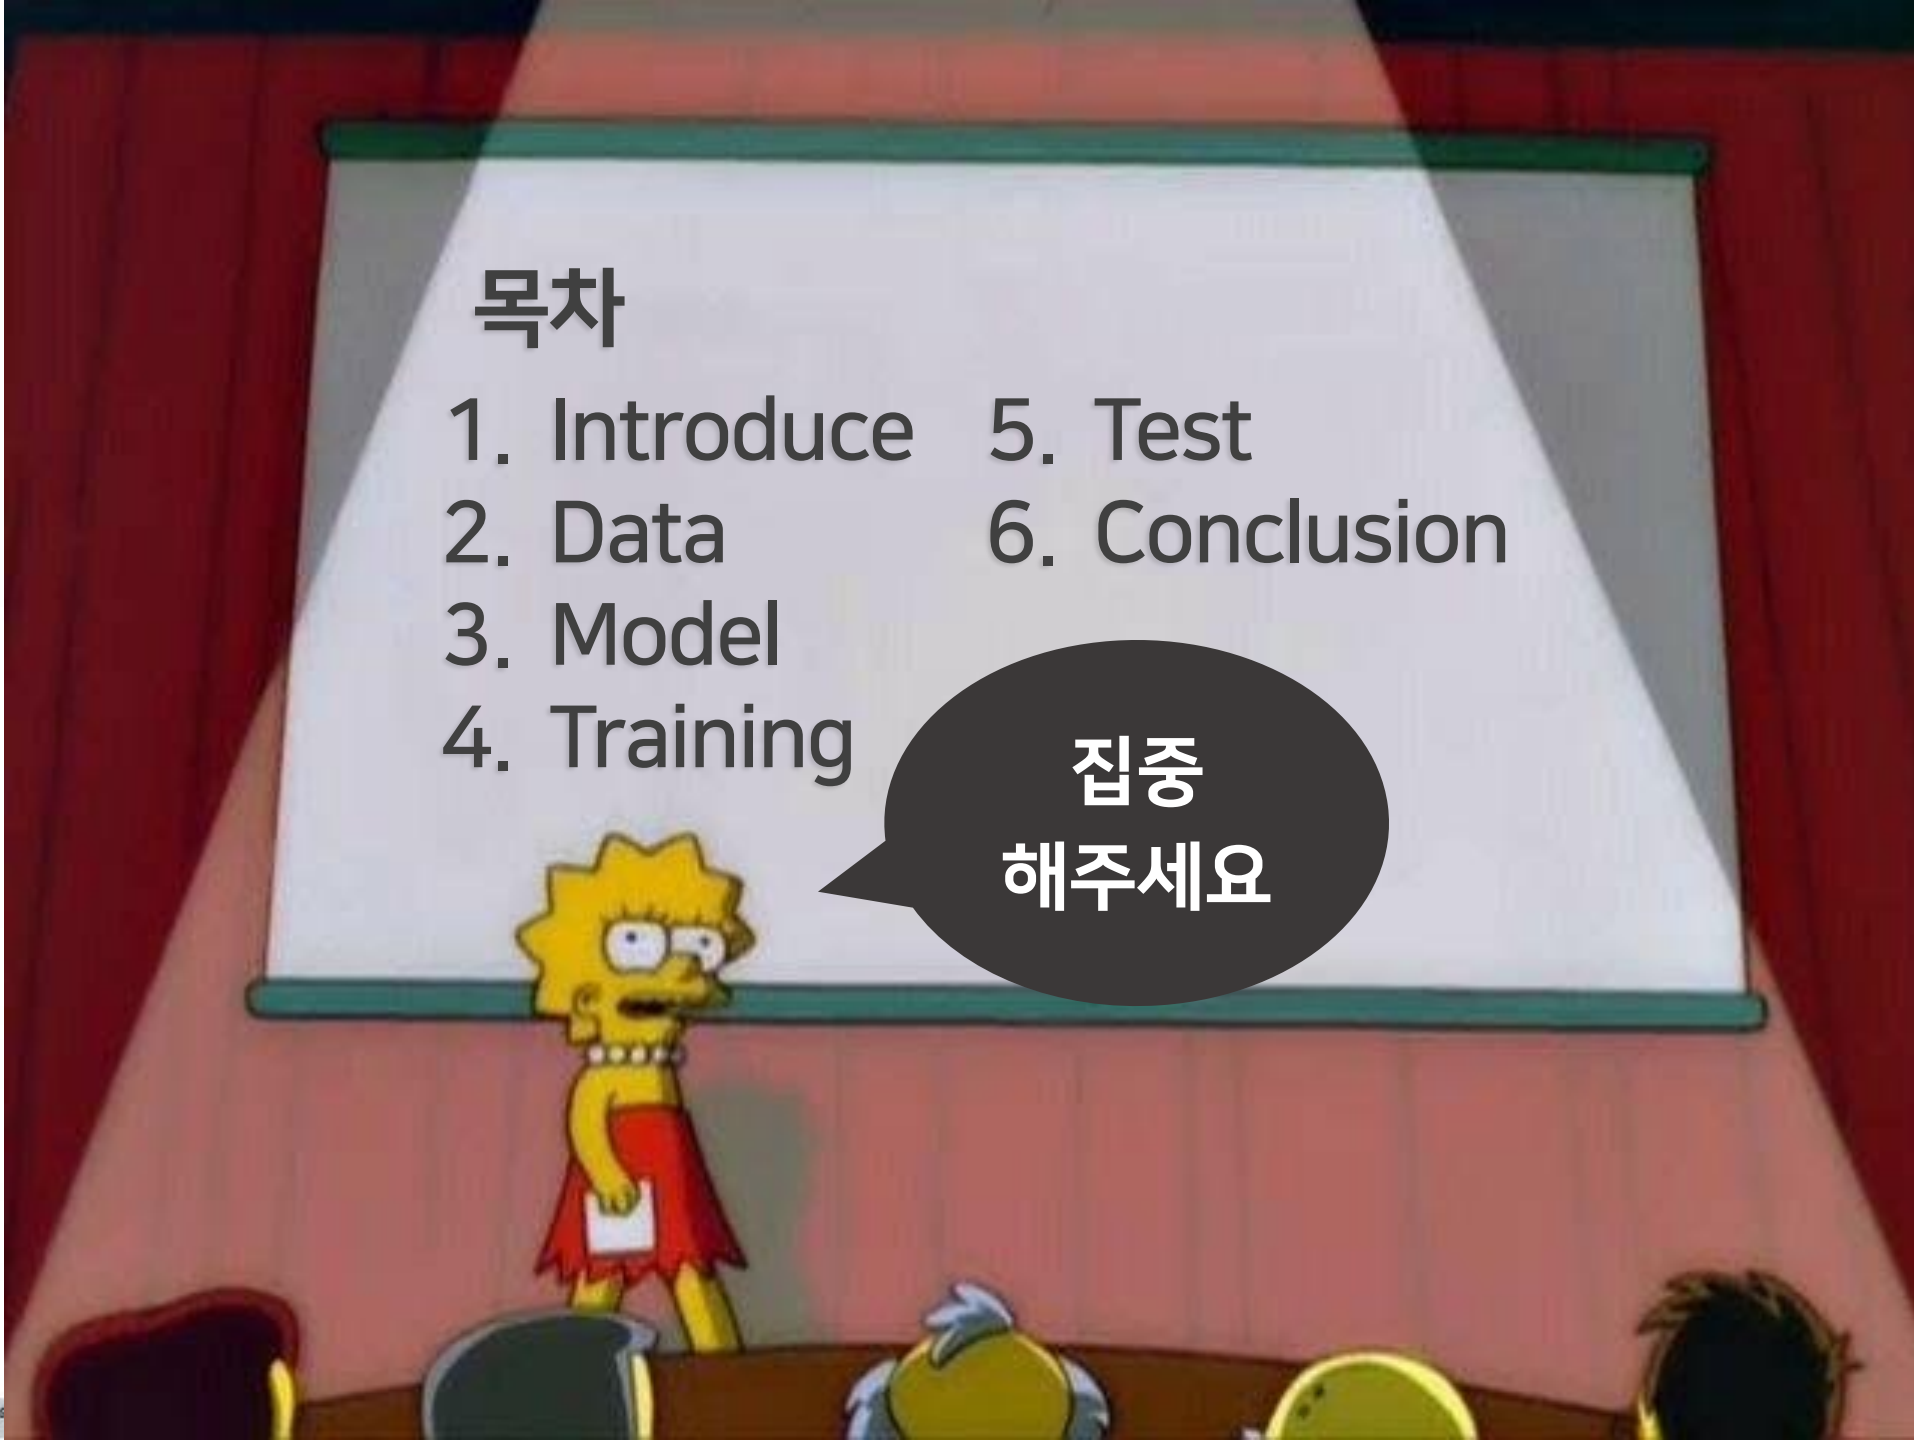 목차
1. Introduce
2. Data
3. Model
4. Training
5. Test
6. Conclusion
집중
해주세요